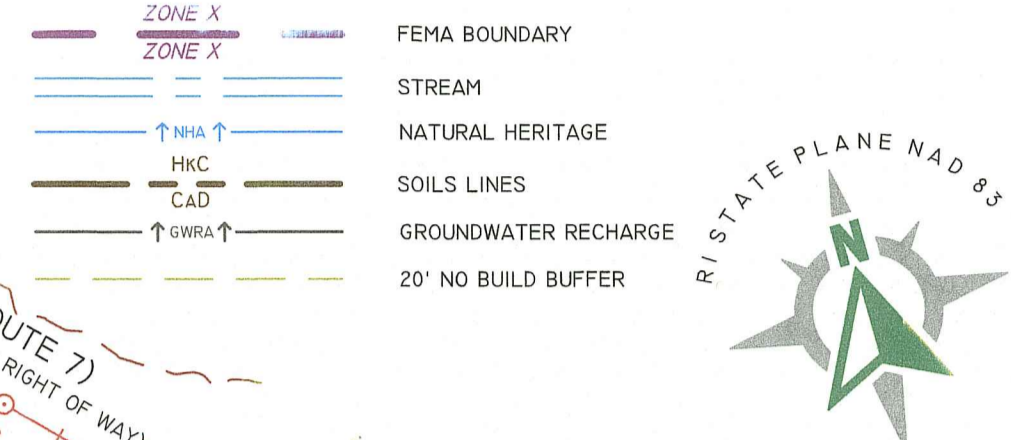 ZONE X
ZONE X
FEMA BOUNDARY
STREAM
NHA
NATURAL HERITAGE
HKC
CAD
SOILS LINES
GWRA
GROUNDWATER RECHARGE
20' NO BUILD BUFFER
RI STATE PLANE NAD 83
N
OUTE 7)
RIGHT OF WAY)